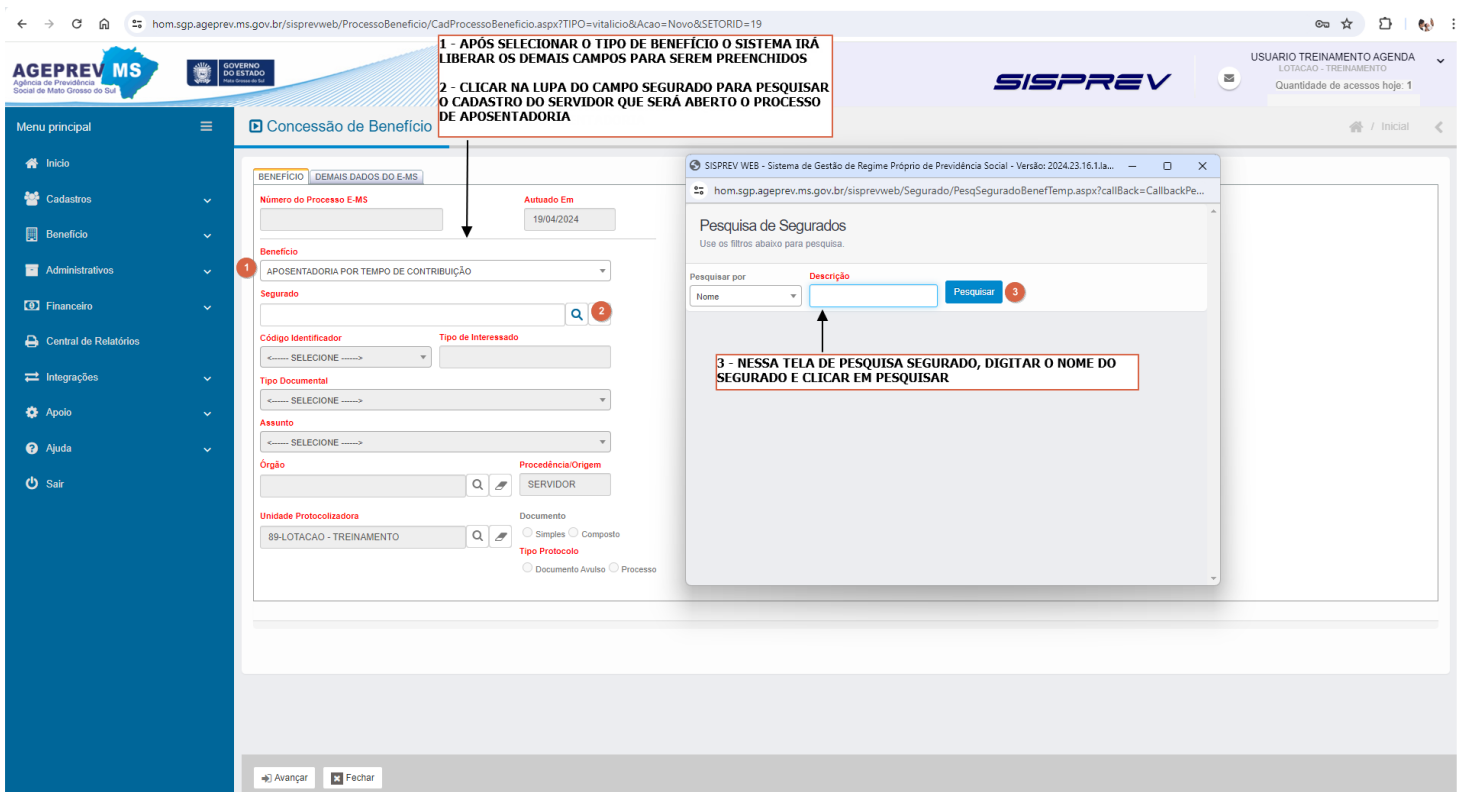 hom.sgp.ageprev.ms.gov.br/sisprevweb/ProcessoBeneficio/CadProcessoBeneficio.aspx?TIPO=vitalicio&Acao=Novo&SETORID=19
AGEPREV MS
Agência de Previdência
Social de Mato Grosso do Sul
GOVERNO
DO ESTADO
Mato Grosso do Sul
1 - APÓS SELECIONAR O TIPO DE BENEFÍCIO O SISTEMA IRÁ
LIBERAR OS DEMAIS CAMPOS PARA SEREM PREENCHIDOS
2 - CLICAR NA LUPA DO CAMPO SEGURADO PARA PESQUISAR
O CADASTRO DO SERVIDOR QUE SERÁ ABERTO O PROCESSO
DE APOSENTADORIA
SISPREV
USUARIO TREINAMENTO AGENDA
LOTACAO - TREINAMENTO
Quantidade de acessos hoje: 1
Menu principal
Concessão de Benefício
/ Inicial
Início
Cadastros
Benefício
Administrativos
Financeiro
Central de Relatórios
Integrações
Apoio
Ajuda
Sair
BENEFÍCIO
DEMAIS DADOS DO E-MS
Número do Processo E-MS
Autuado Em
19/04/2024
Benefício
1
APOSENTADORIA POR TEMPO DE CONTRIBUIÇÃO
Segurado
2
Código Identificador
Tipo de Interessado
<------ SELECIONE ------>
Tipo Documental
<------ SELECIONE ------>
Assunto
<------ SELECIONE ------>
Órgão
Procedência/Origem
SERVIDOR
Unidade Protocolizadora
Documento
89-LOTACAO - TREINAMENTO
Simples
Composto
Tipo Protocolo
Documento Avulso
Processo
SISPREV WEB - Sistema de Gestão de Regime Próprio de Previdência Social - Versão: 2024.23.16.1.la...
hom.sgp.ageprev.ms.gov.br/sisprevweb/Segurado/PesqSeguradoBenefTemp.aspx?callBack=CallbackPe...
Pesquisa de Segurados
Use os filtros abaixo para pesquisa.
Pesquisar por
Descrição
Nome
Pesquisar
3
3 - NESSA TELA DE PESQUISA SEGURADO, DIGITAR O NOME DO
SEGURADO E CLICAR EM PESQUISAR
Avançar
Fechar